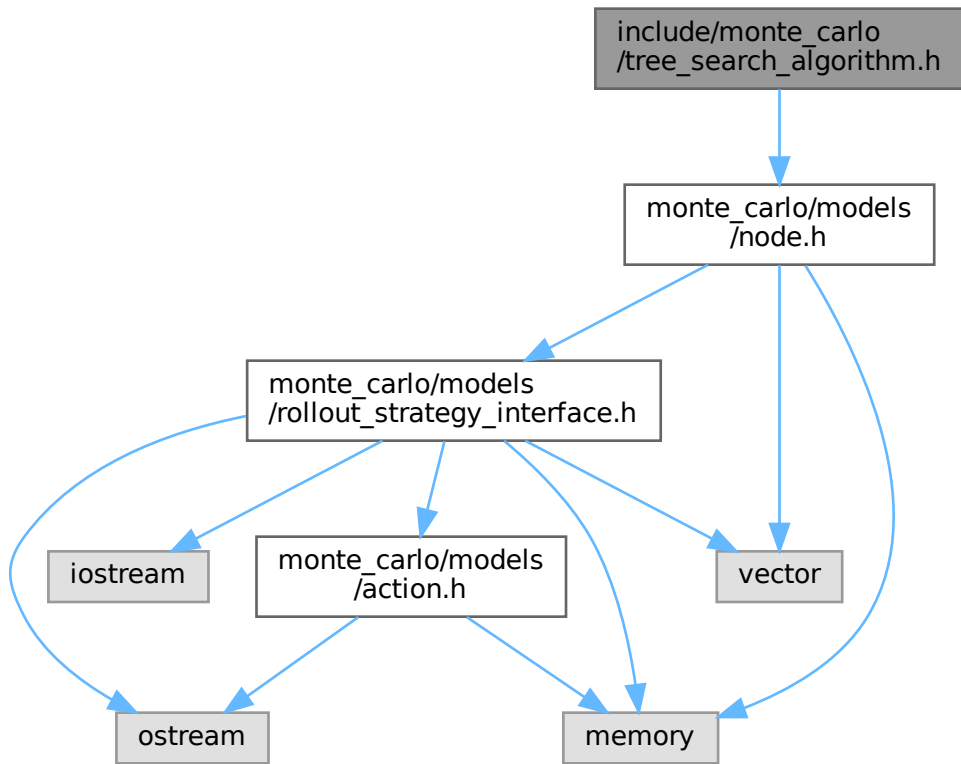 include/monte_carlo
/tree_search_algorithm.h
monte_carlo/models
/node.h
monte_carlo/models
/rollout_strategy_interface.h
iostream
monte_carlo/models
/action.h
vector
ostream
memory